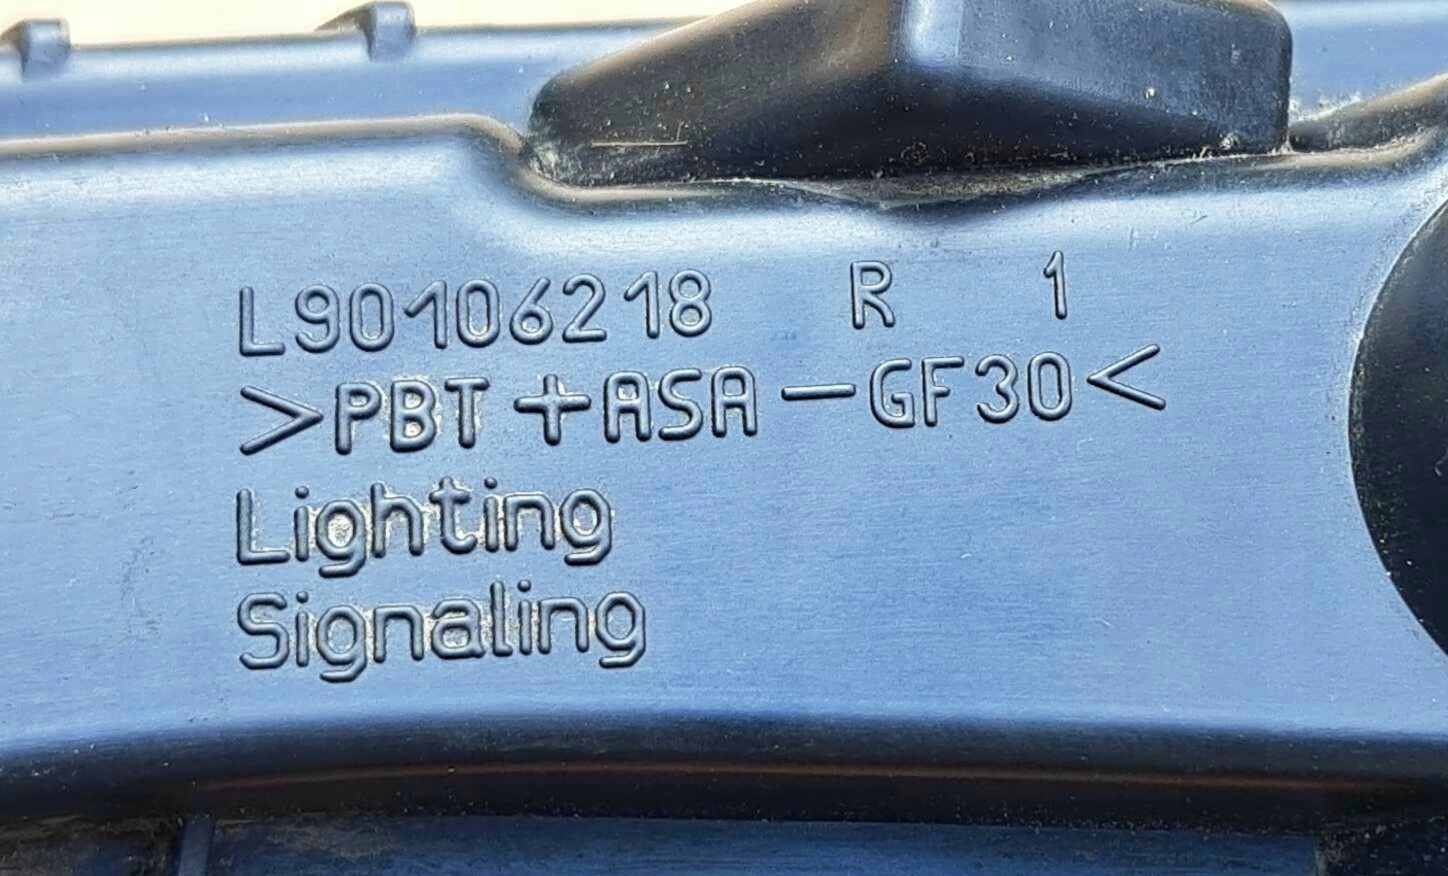 L90106218 R 1
>PBT+ASA-GF30<
Lighting
Signaling